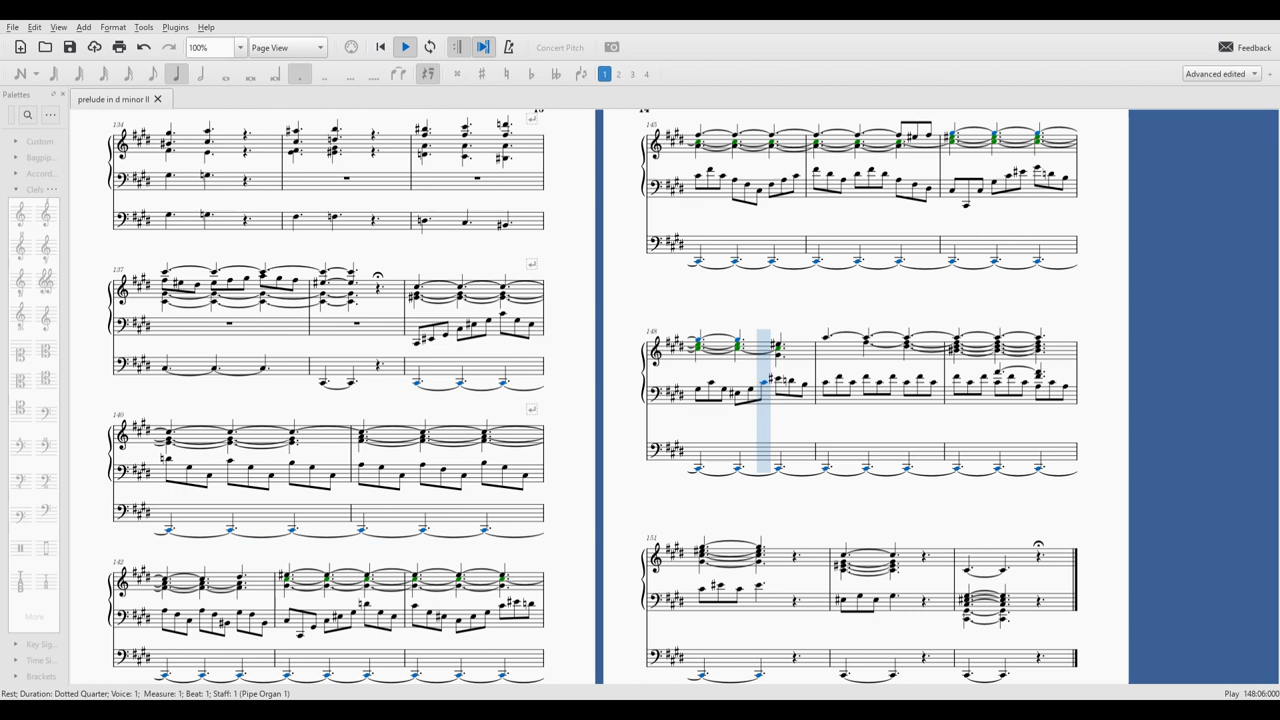 File Edit View Add Format Tools Plugins Help
100% Page View Concert Pitch Feedback
1 2 3 4 Advanced edited
Palettes
prelude in d minor II
Custom
Bagpip...
Accord...
Clefs
More
Key Sig...
Time Si...
Brackets
134
137
140
142
14
145
148
151
Rest; Duration: Dotted Quarter; Voice: 1; Measure: 1; Beat: 1; Staff: 1 (Pipe Organ 1) Play 148:06:000